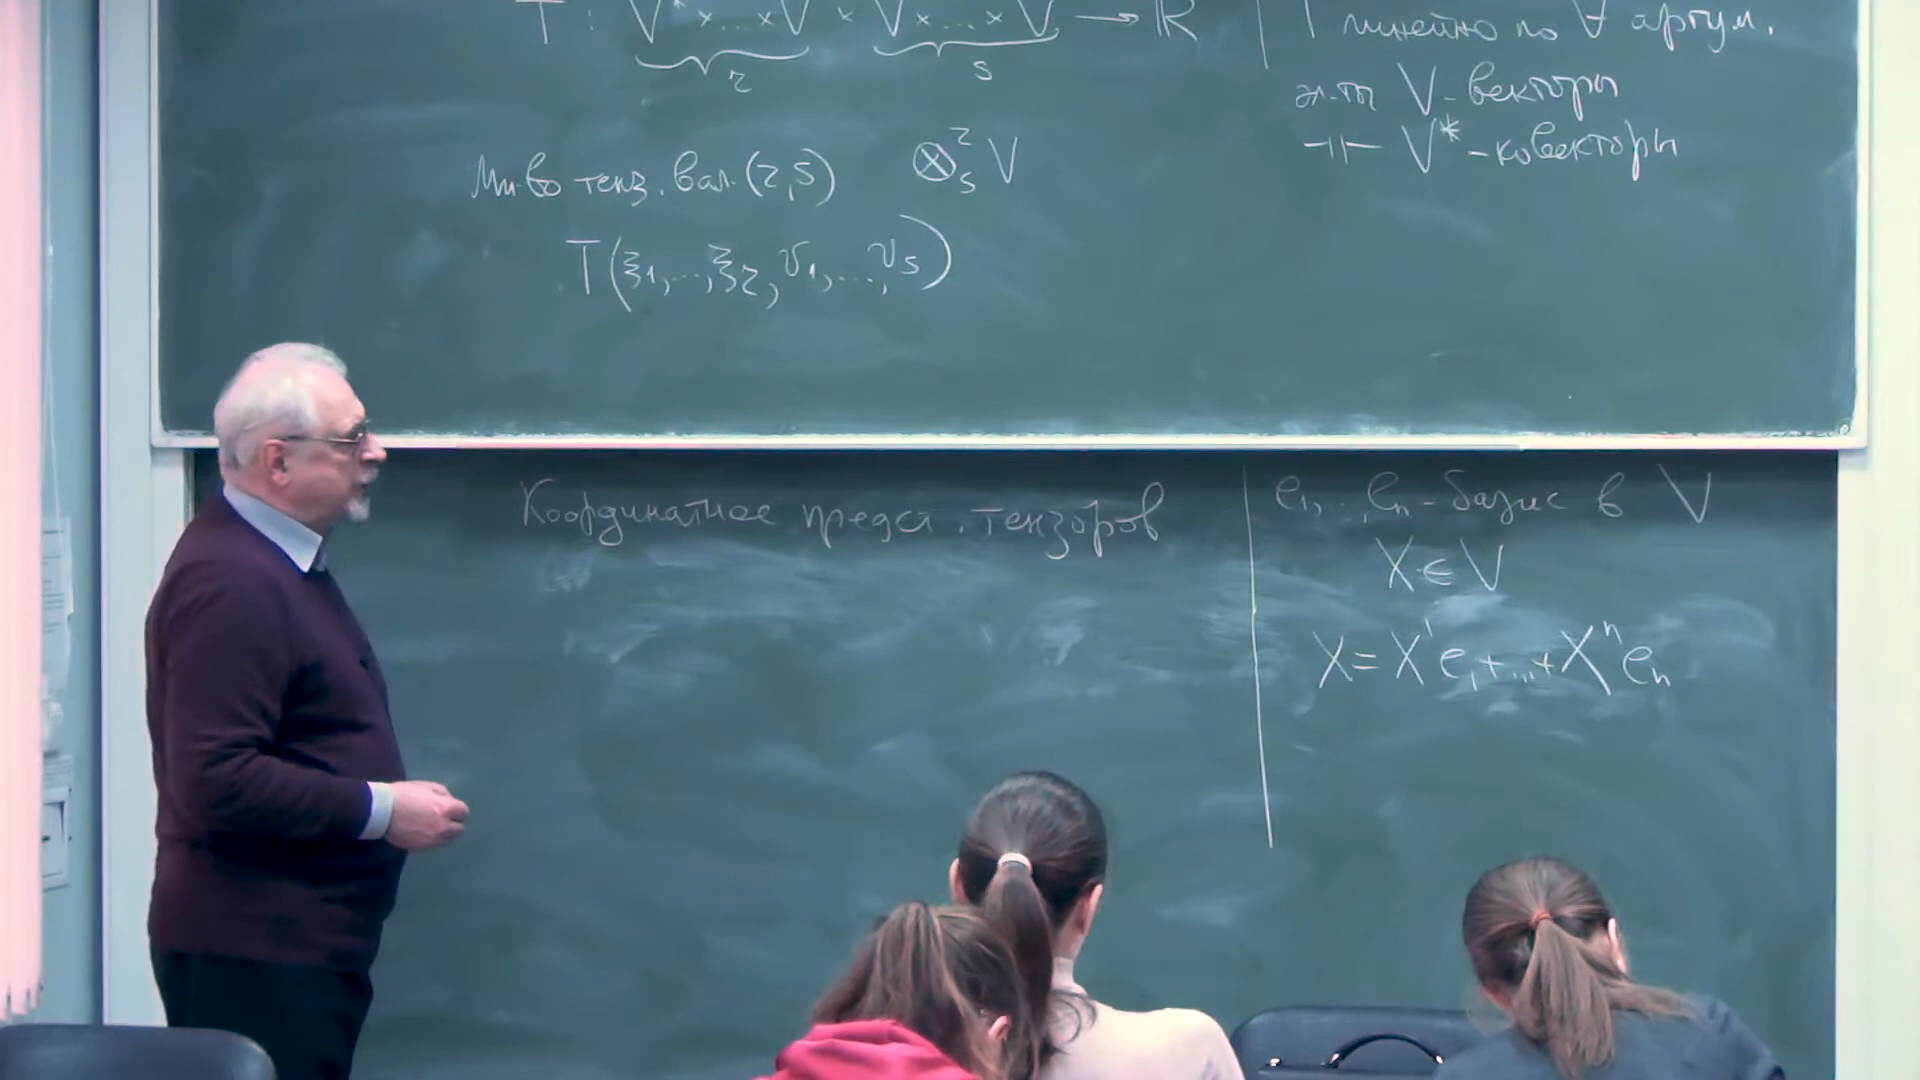 T : V* × ... × V × V × ... × V → ℝ
r s
T линейно по ∀ аргум.
эл-ты V - векторы
-||- V* - ковекторы
Мн-во тенз. вал. (r,s) ⊗ʳₛ V
T(ξ₁,...,ξᵣ, v₁,...,vₛ)
Координатное предст. тензоров
e₁,...,eₙ - базис в V
X ∈ V
X = X¹e₁ + ... + Xⁿeₙ